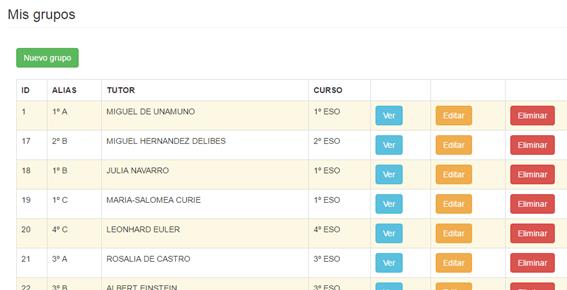 Mis grupos
Nuevo grupo
ID ALIAS TUTOR CURSO
1 1º A MIGUEL DE UNAMUNO 1º ESO Ver Editar Eliminar
17 2º B MIGUEL HERNANDEZ DELIBES 2º ESO Ver Editar Eliminar
18 1º B JULIA NAVARRO 1º ESO Ver Editar Eliminar
19 1º C MARIA-SALOMEA CURIE 1º ESO Ver Editar Eliminar
20 4º C LEONHARD EULER 4º ESO Ver Editar Eliminar
21 3º A ROSALIA DE CASTRO 3º ESO Ver Editar Eliminar
22 3º B ALBERT EINSTEIN 3º ESO